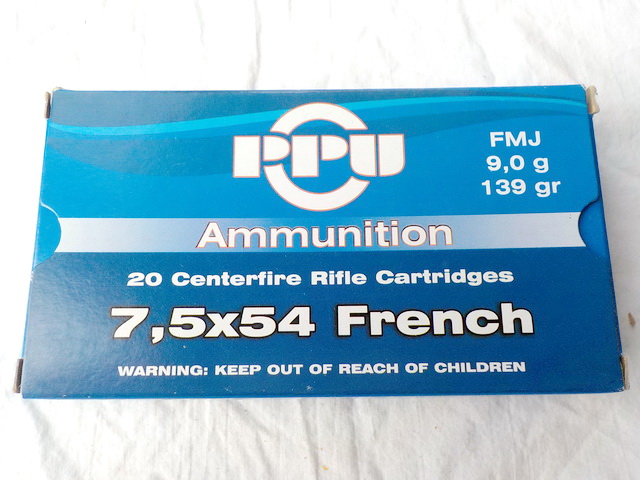 PPU
FMJ
9,0 g
139 gr
Ammunition
20 Centerfire Rifle Cartridges
7,5x54 French
WARNING: KEEP OUT OF REACH OF CHILDREN